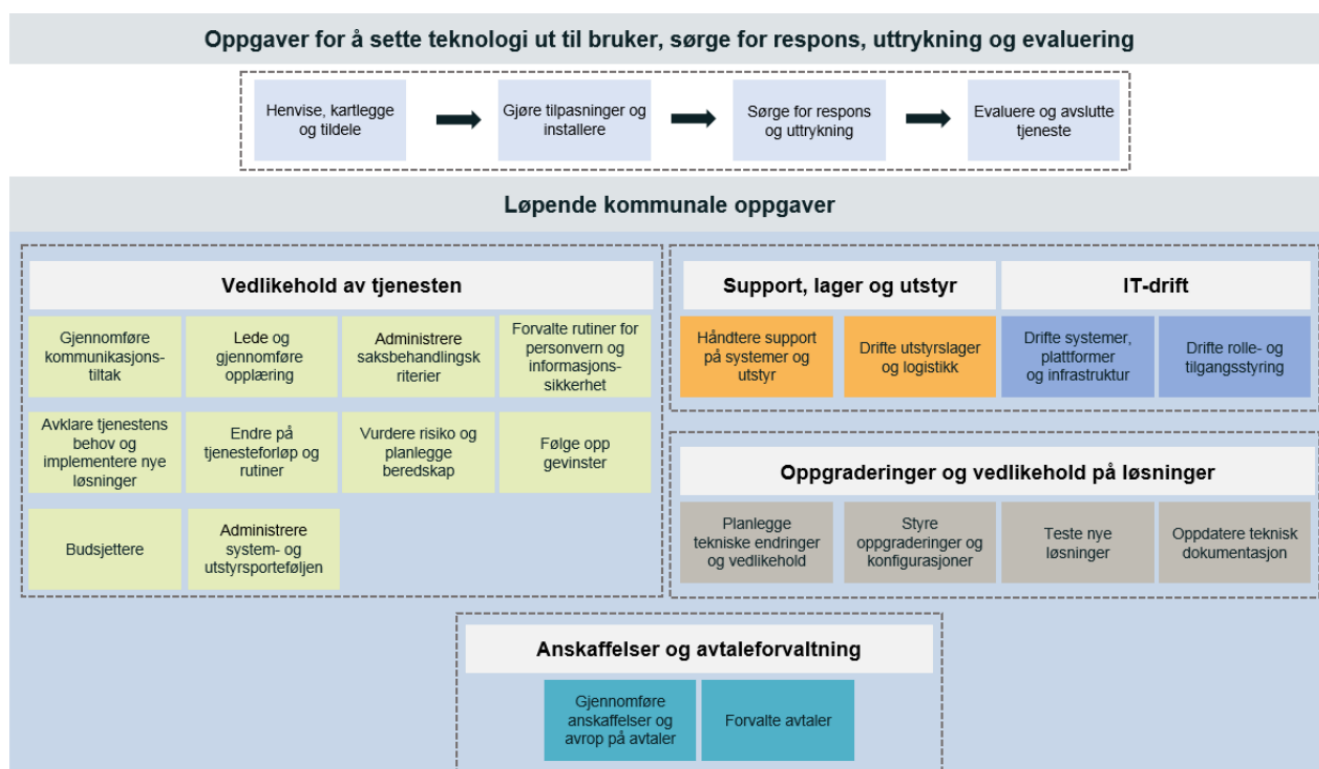 Oppgaver for å sette teknologi ut til bruker, sørge for respons, uttrykning og evaluering
Henvise, kartlegge
og tildele
Gjøre tilpasninger og
installere
Sørge for respons
og uttrykning
Evaluere og avslutte
tjeneste
Løpende kommunale oppgaver
Vedlikehold av tjenesten
Gjennomføre
kommunikasjons-
tiltak
Lede og
gjennomføre
opplæring
Administrere
saksbehandlingsk
riterier
Forvalte rutiner for
personvern og
informasjons-
sikkerhet
Avklare tjenestens
behov og
implementere nye
løsninger
Endre på
tjenesteforløp og
rutiner
Vurdere risiko og
planlegge
beredskap
Følge opp
gevinster
Budsjettere
Administrere
system- og
utstyrsporteføljen
Support, lager og utstyr
Håndtere support
på systemer og
utstyr
Drifte utstyrslager
og logistikk
IT-drift
Drifte systemer,
plattformer
og infrastruktur
Drifte rolle- og
tilgangsstyring
Oppgraderinger og vedlikehold på løsninger
Planlegge
tekniske endringer
og vedlikehold
Styre
oppgraderinger og
konfigurasjoner
Teste nye
løsninger
Oppdatere teknisk
dokumentasjon
Anskaffelser og avtaleforvaltning
Gjennomføre
anskaffelser og
avrop på avtaler
Forvalte avtaler